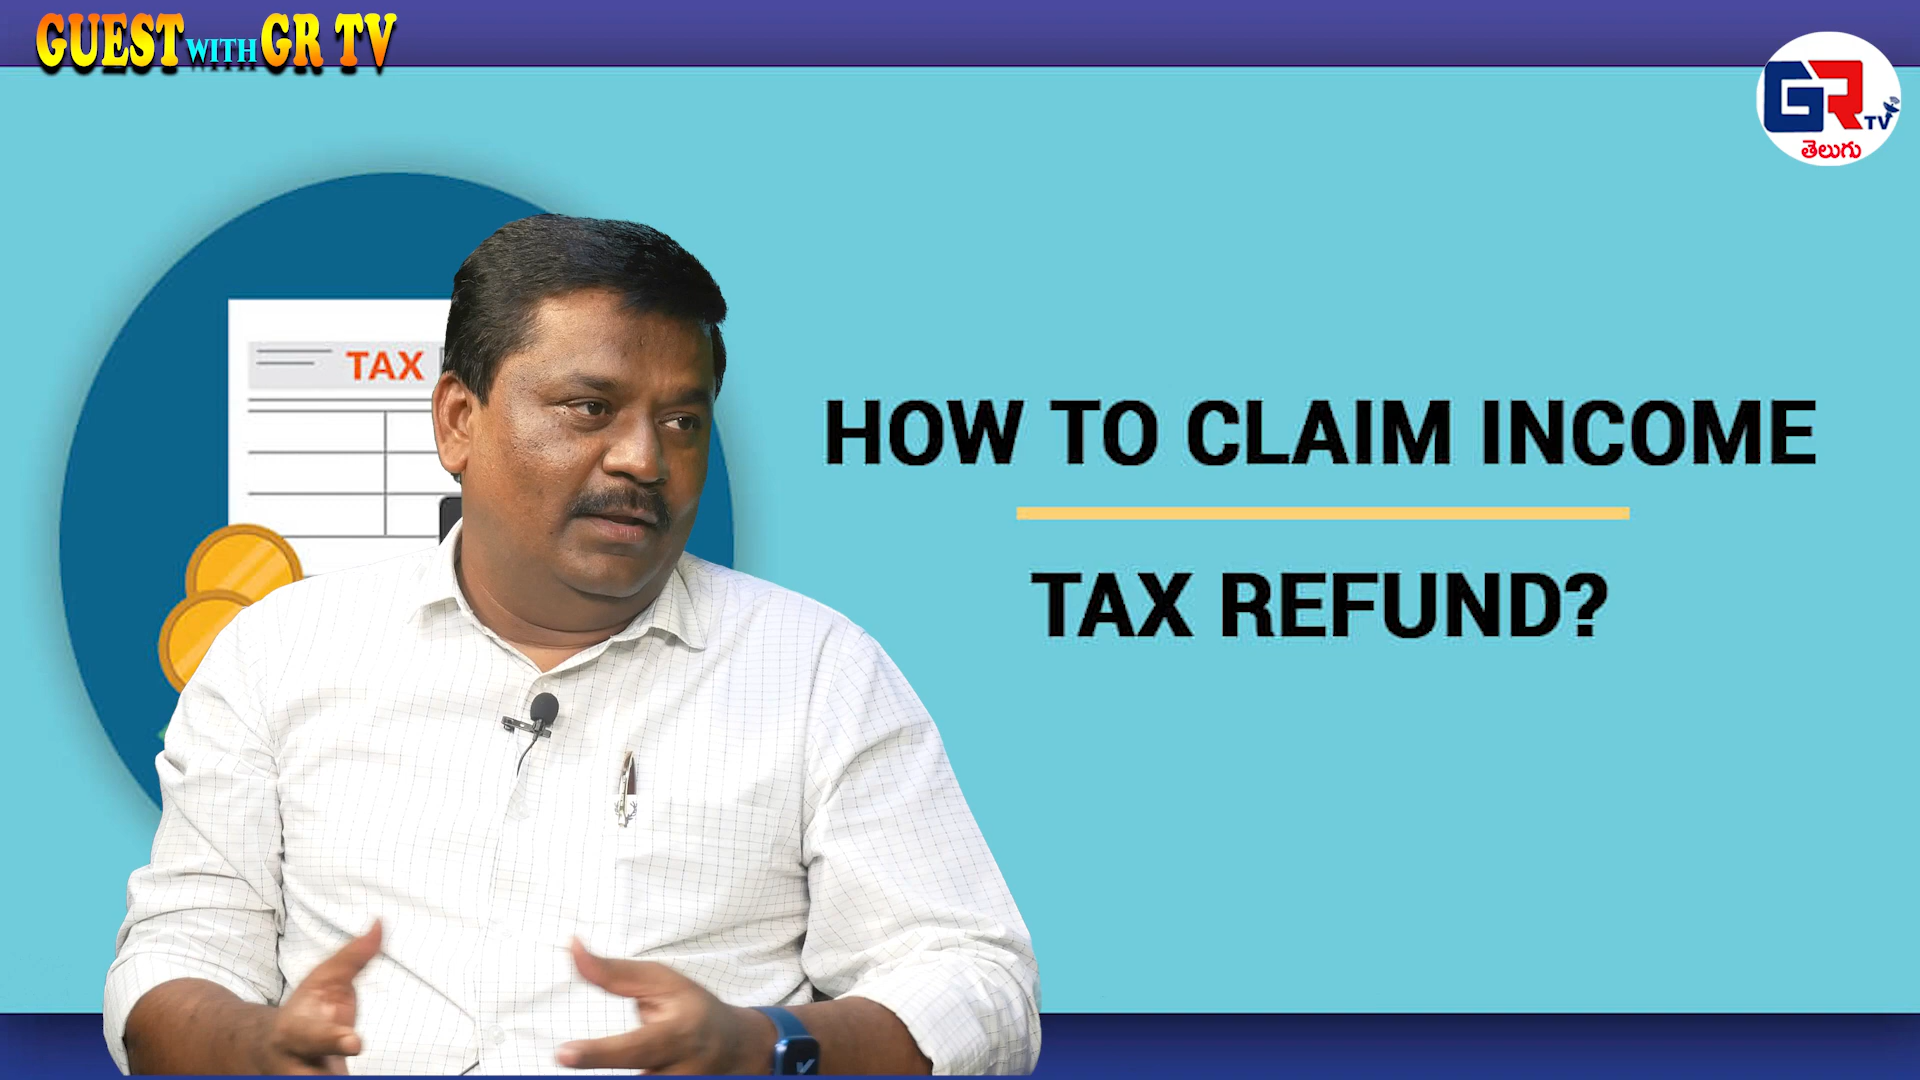 GUEST WITH GR TV
GR TV
తెలుగు
TAX
HOW TO CLAIM INCOME
TAX REFUND?